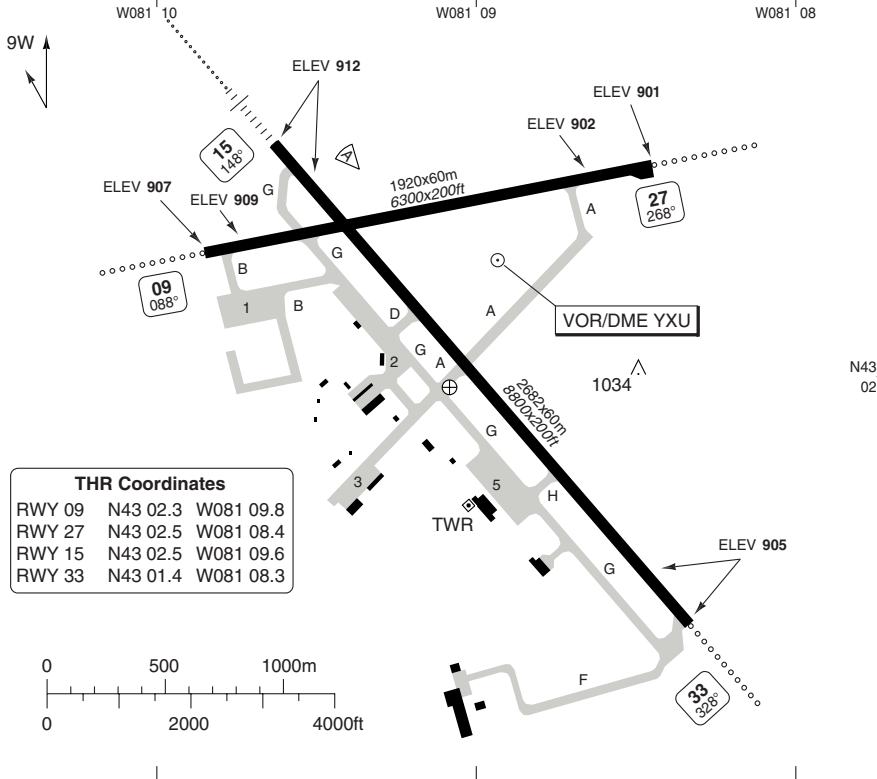 W081 10
W081 09
W081 08
9W
ELEV 912
ELEV 901
ELEV 902
15
148°
A
1920x60m
6300x200ft
ELEV 907
ELEV 909
G
27
268°
A
B
G
09
088°
1
B
D
A
VOR/DME YXU
G
A
2
1034
N43
02
2682x60m
8800x200ft
G
3
5
H
TWR
THR Coordinates
RWY 09 N43 02.3 W081 09.8
RWY 27 N43 02.5 W081 08.4
RWY 15 N43 02.5 W081 09.6
RWY 33 N43 01.4 W081 08.3
ELEV 905
G
F
33
328°
0 500 1000m
0 2000 4000ft